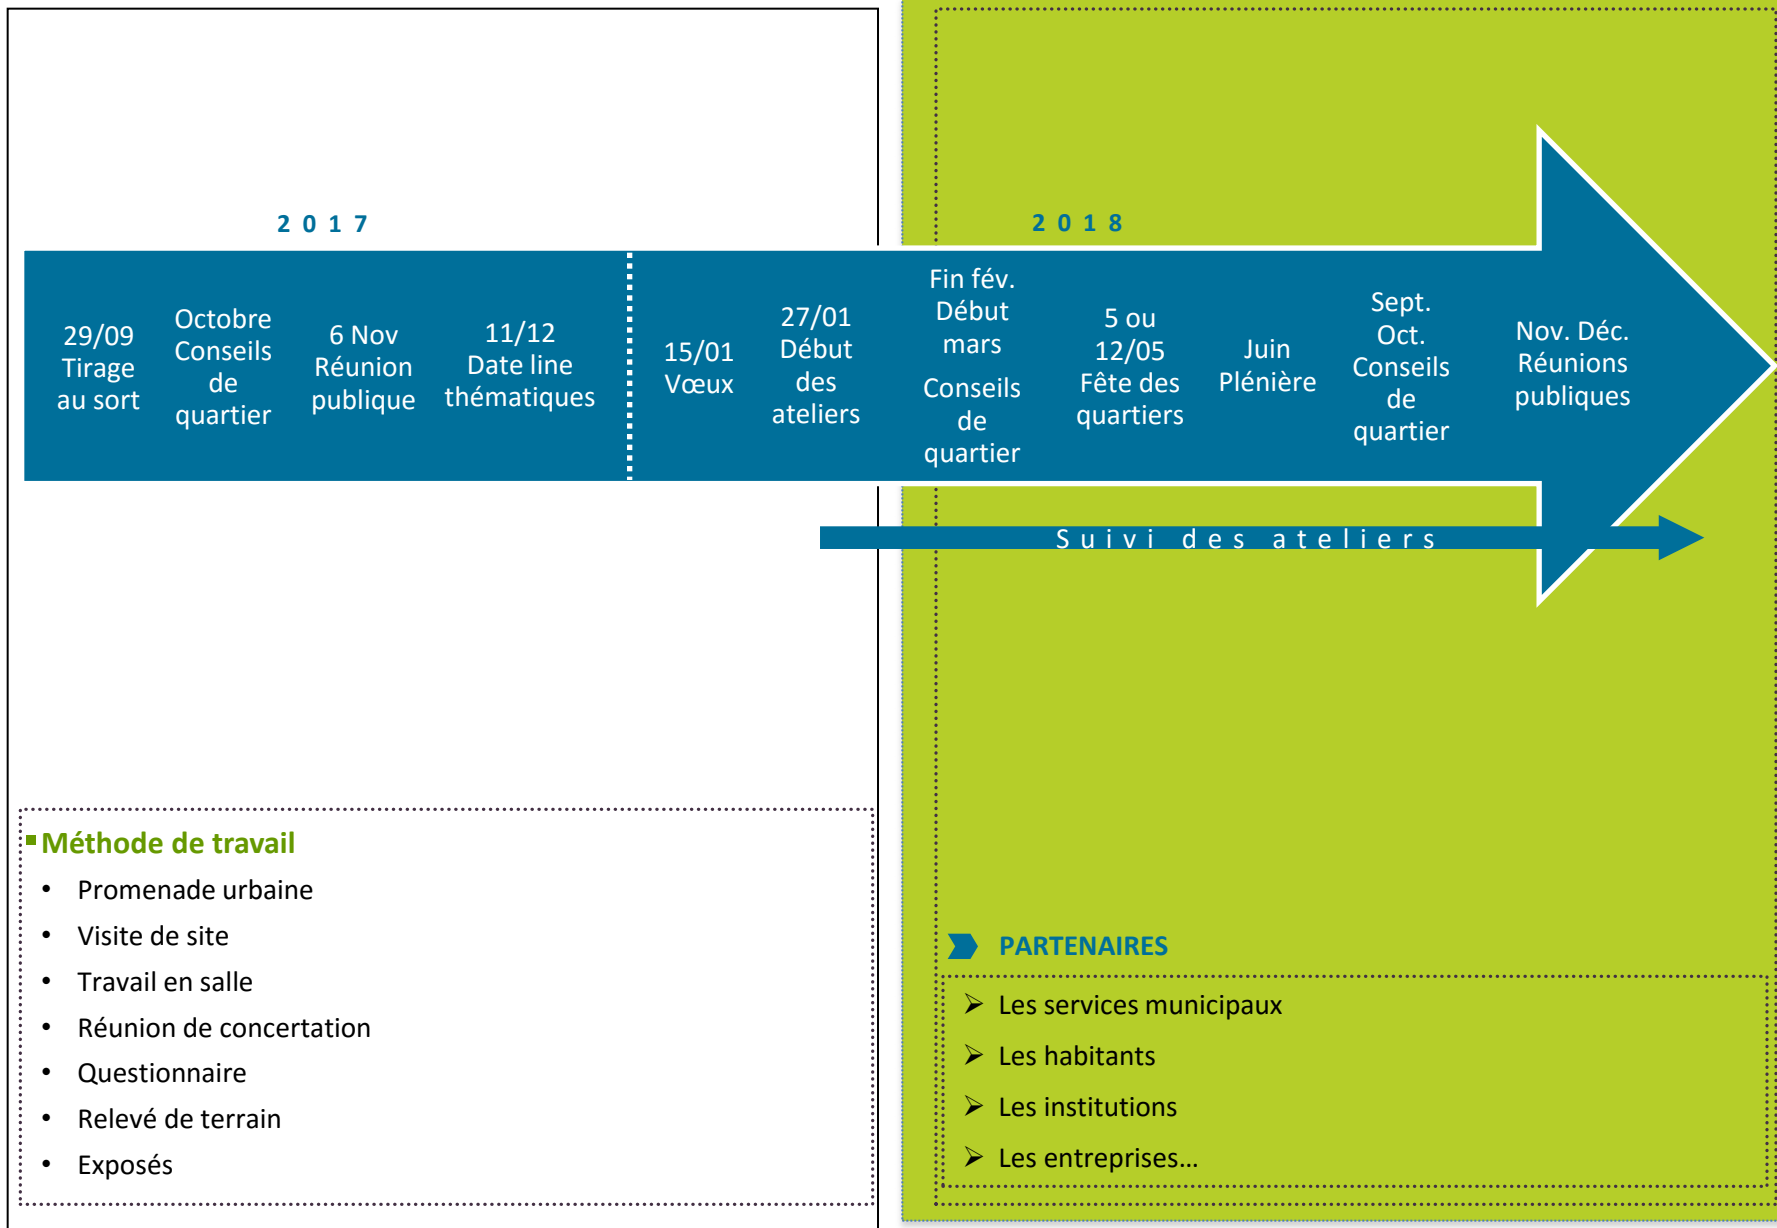 2 0 1 7
2 0 1 8
29/09
Tirage
au sort
Octobre
Conseils
de
quartier
6 Nov
Réunion
publique
11/12
Date line
thématiques
15/01
Vœux
27/01
Début
des
ateliers
Fin fév.
Début
mars
Conseils
de
quartier
5 ou
12/05
Fête des
quartiers
Juin
Plénière
Sept.
Oct.
Conseils
de
quartier
Nov. Déc.
Réunions
publiques
Suivi des ateliers
Méthode de travail
• Promenade urbaine
• Visite de site
• Travail en salle
• Réunion de concertation
• Questionnaire
• Relevé de terrain
• Exposés
PARTENAIRES
➢ Les services municipaux
➢ Les habitants
➢ Les institutions
➢ Les entreprises…